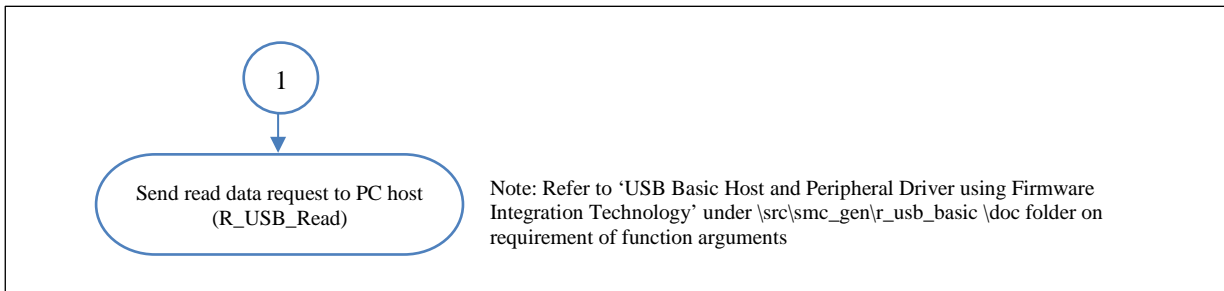 1
Send read data request to PC host
(R_USB_Read)
Note: Refer to ‘USB Basic Host and Peripheral Driver using Firmware
Integration Technology’ under \src\smc_gen\r_usb_basic \doc folder on
requirement of function arguments